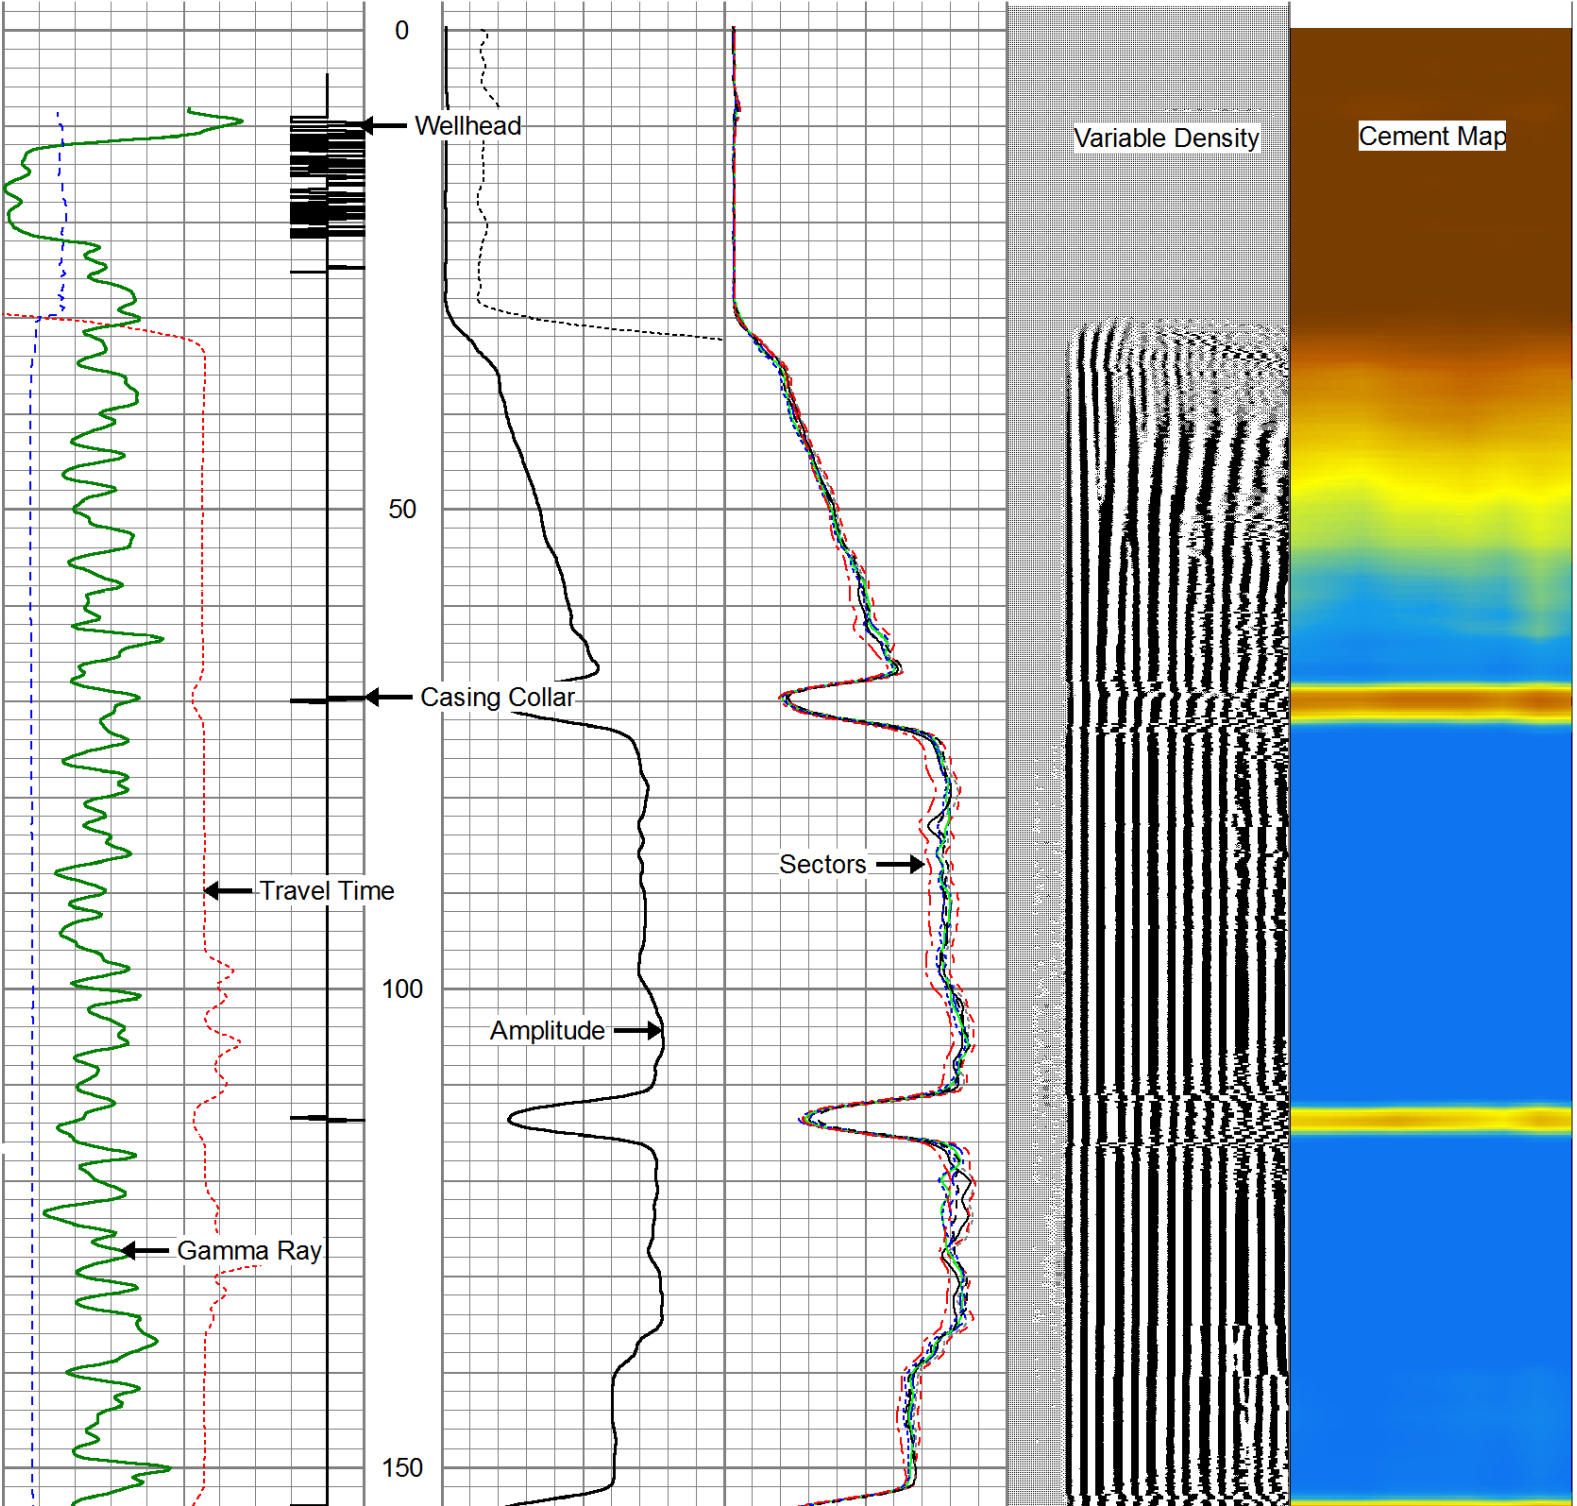 0
Wellhead
Variable Density
Cement Map
50
Casing Collar
Sectors
Travel Time
100
Amplitude
Gamma Ray
150